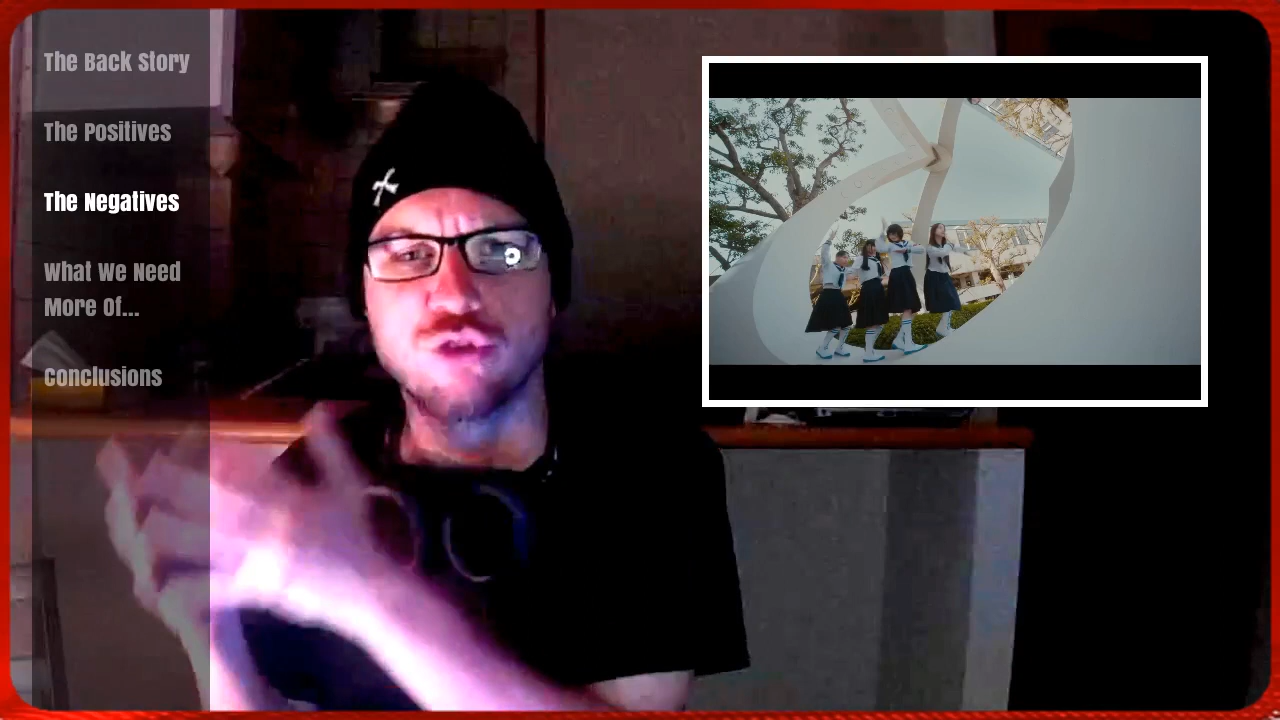 The Back Story
The Positives
The Negatives
What We Need
More Of...
Conclusions